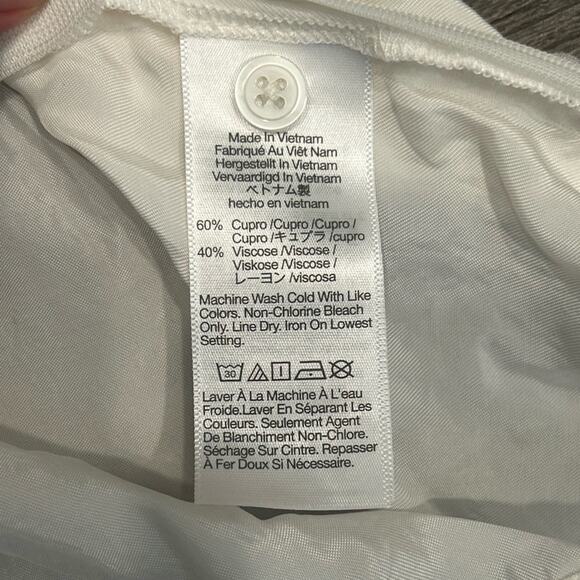 Made In Vietnam
Fabriqué Au Viêt Nam
Hergestellt In Vietnam
Vervaardigd In Vietnam
ベトナム製
hecho en vietnam
60% Cupro /Cupro /Cupro /
Cupro /キュプラ /cupro
40% Viscose /Viscose /
Viskose /Viscose /
レーヨン /viscosa
Machine Wash Cold With Like
Colors. Non-Chlorine Bleach
Only. Line Dry. Iron On Lowest
Setting.
30
Laver À La Machine À L'eau
Froide.Laver En Séparant Les
Couleurs. Seulement Agent
De Blanchiment Non-Chlore.
Séchage Sur Cintre. Repasser
À Fer Doux Si Nécessaire.